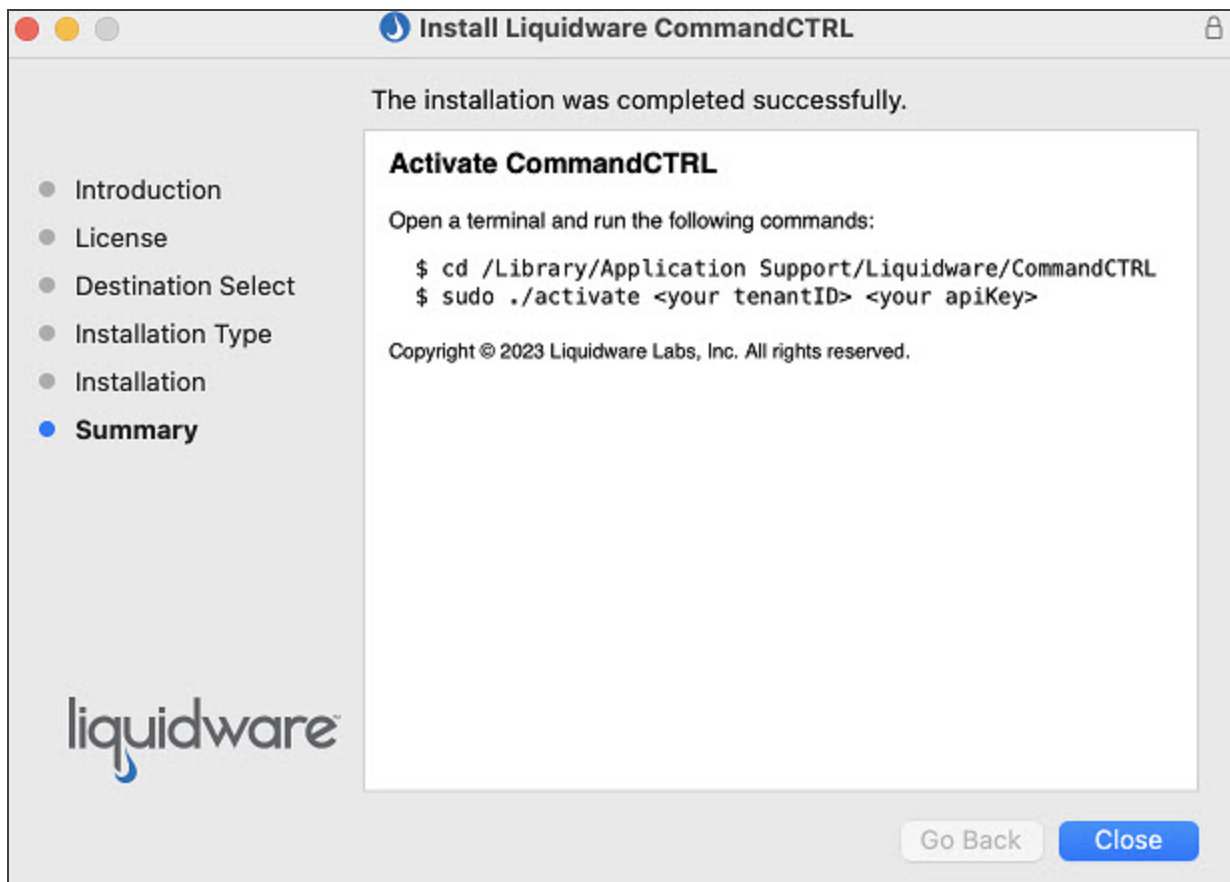 Install Liquidware CommandCTRL
The installation was completed successfully.
Introduction
License
Destination Select
Installation Type
Installation
Summary
Activate CommandCTRL
Open a terminal and run the following commands:
$ cd /Library/Application Support/Liquidware/CommandCTRL
$ sudo ./activate <your tenantID> <your apiKey>
Copyright © 2023 Liquidware Labs, Inc. All rights reserved.
liquidware™
Go Back
Close